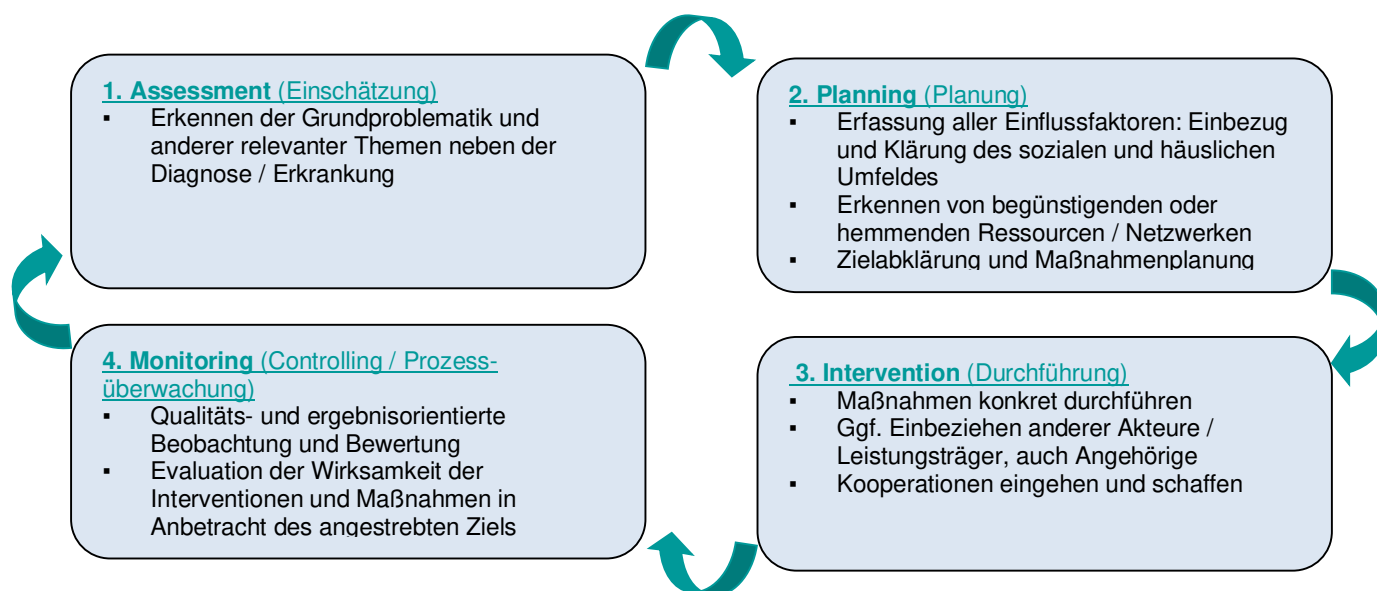 1. Assessment (Einschätzung)
▪ Erkennen der Grundproblematik und
anderer relevanter Themen neben der
Diagnose / Erkrankung
2. Planning (Planung)
▪ Erfassung aller Einflussfaktoren: Einbezug
und Klärung des sozialen und häuslichen
Umfeldes
▪ Erkennen von begünstigenden oder
hemmenden Ressourcen / Netzwerken
▪ Zielabklärung und Maßnahmenplanung
3. Intervention (Durchführung)
▪ Maßnahmen konkret durchführen
▪ Ggf. Einbeziehen anderer Akteure /
Leistungsträger, auch Angehörige
▪ Kooperationen eingehen und schaffen
4. Monitoring (Controlling / Prozess-
überwachung)
▪ Qualitäts- und ergebnisorientierte
Beobachtung und Bewertung
▪ Evaluation der Wirksamkeit der
Interventionen und Maßnahmen in
Anbetracht des angestrebten Ziels